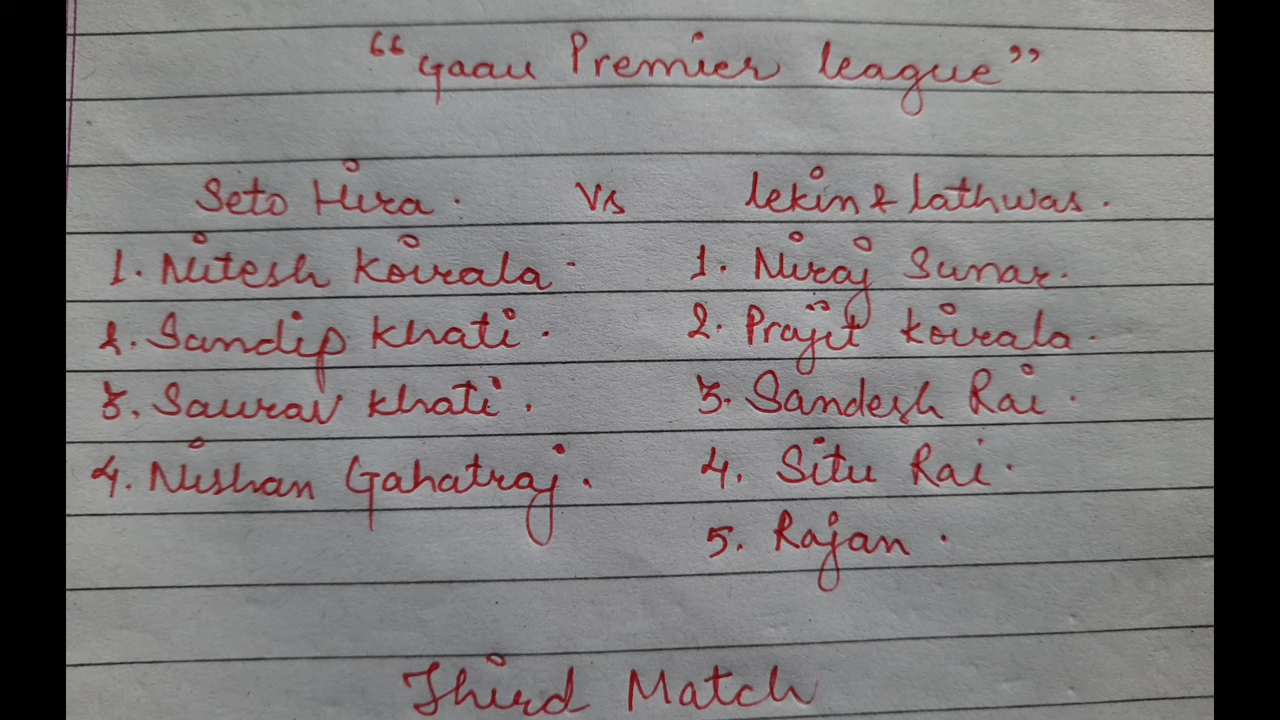 "Gaau Premier league"
Seto Hira. Vs lekin & lathwas.
1. Nitesh Koirala. 1. Niraj Sunar.
2. Sandip Khati. 2. Prajit Koirala.
3. Saurav Khati. 3. Sandesh Rai.
4. Nishan Gahatraj. 4. Situ Rai.
5. Rajan.
Third Match